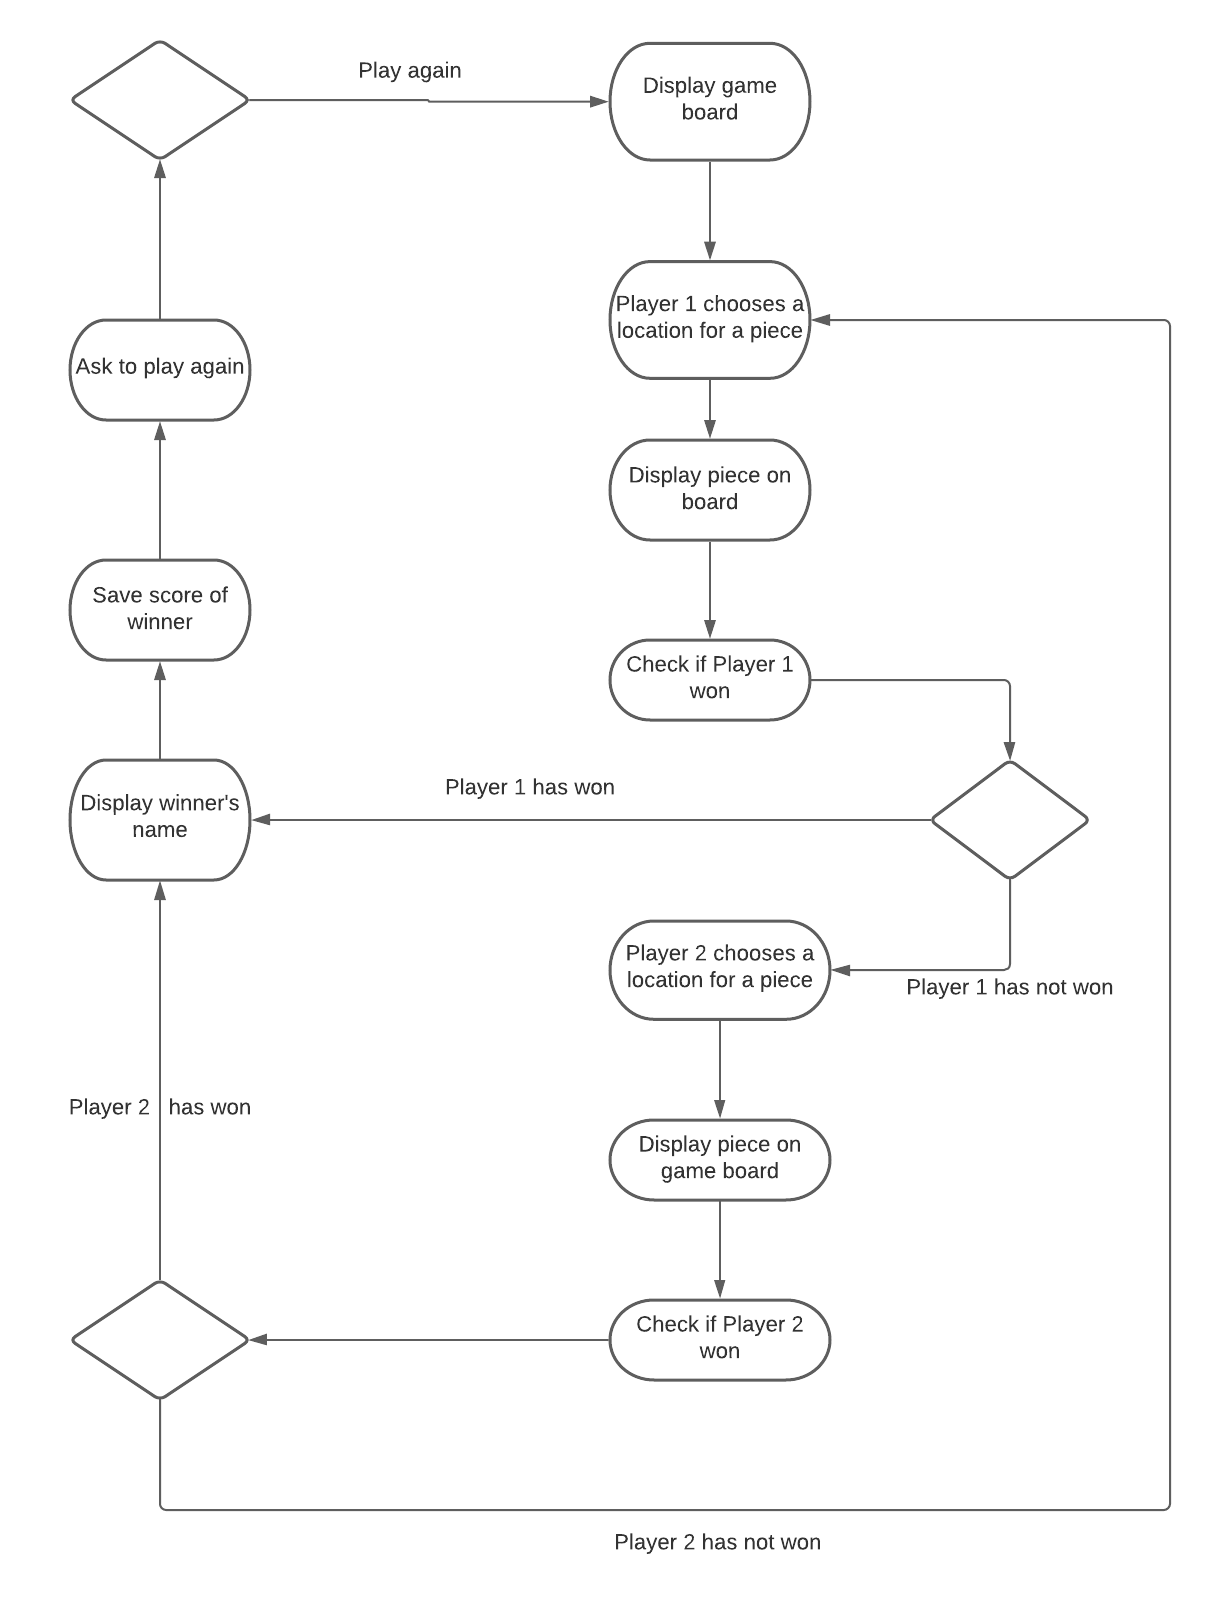 Play again
Display game
board
Player 1 chooses a
location for a piece
Ask to play again
Display piece on
board
Save score of
winner
Check if Player 1
won
Player 1 has won
Display winner's
name
Player 2 chooses a
location for a piece
Player 1 has not won
Player 2 has won
Display piece on
game board
Check if Player 2
won
Player 2 has not won